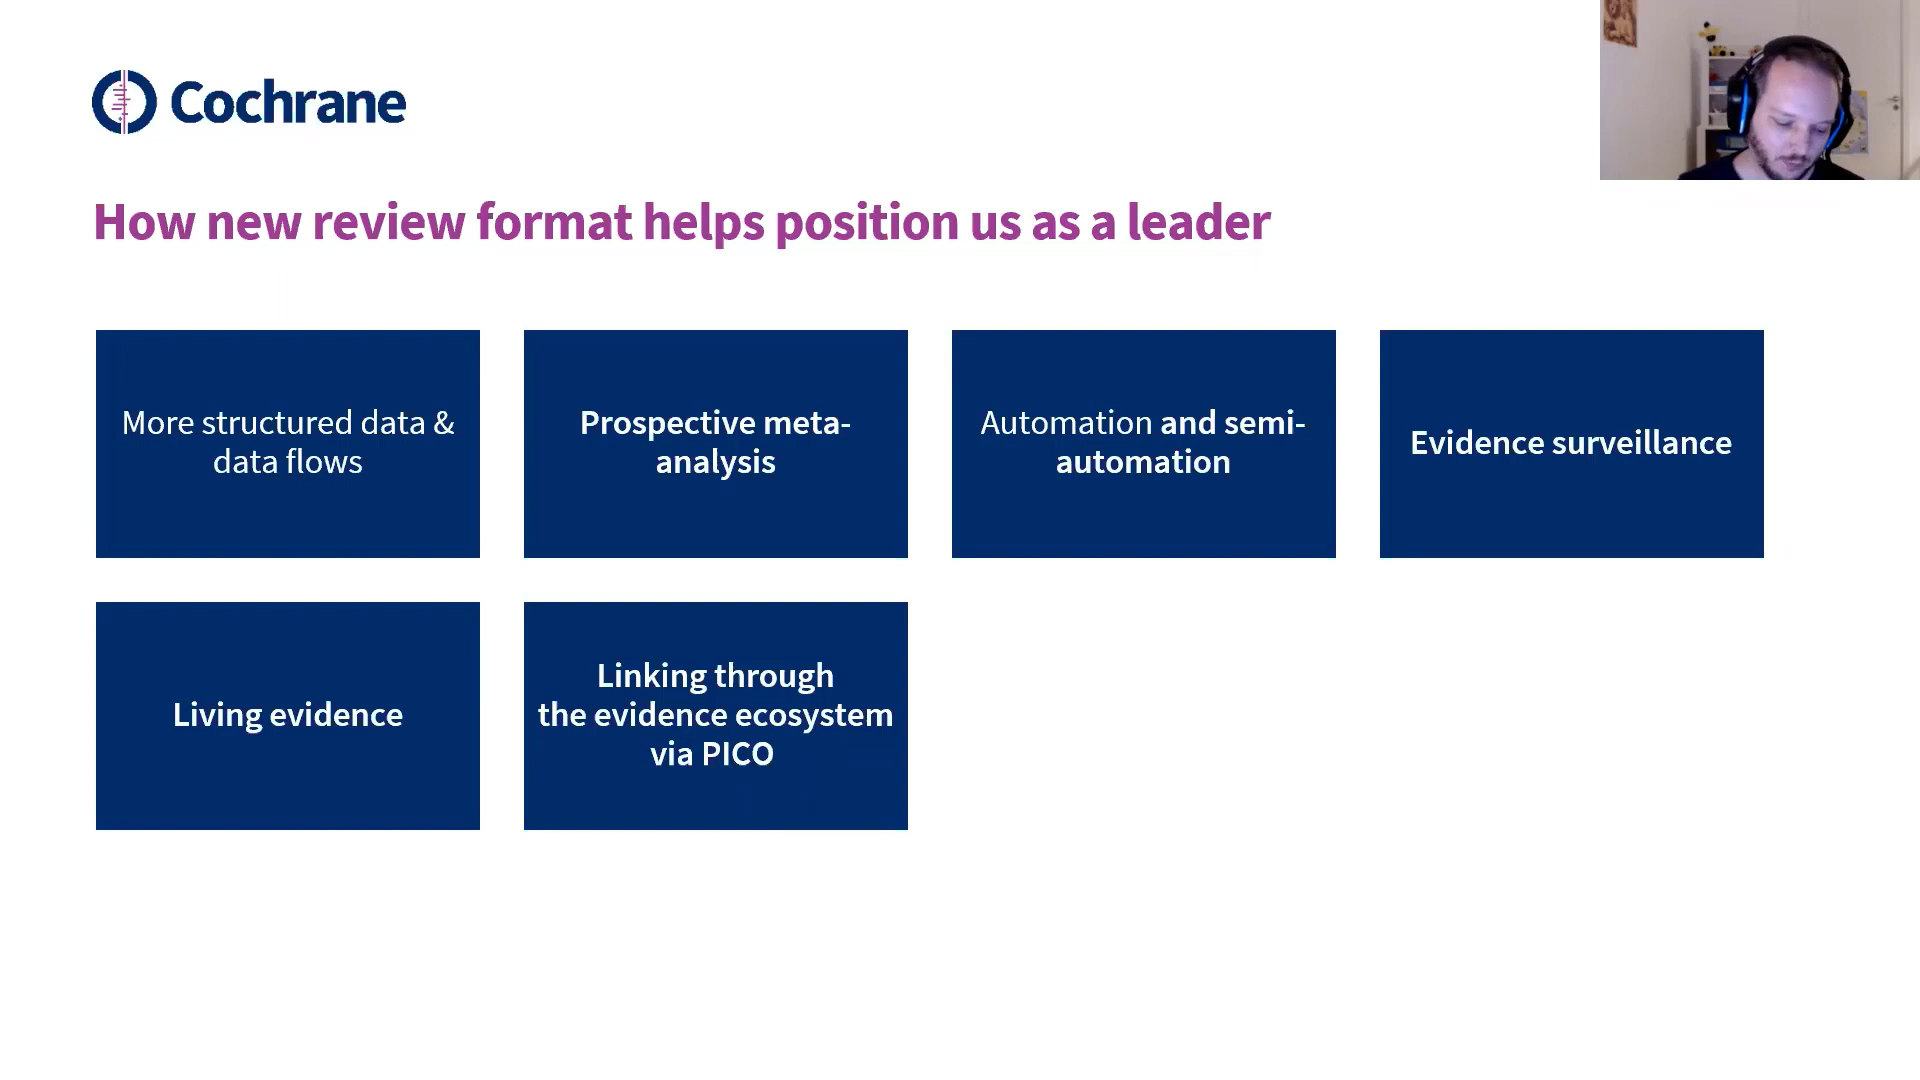 Cochrane
How new review format helps position us as a leader
More structured data &
data flows
Prospective meta-
analysis
Automation and semi-
automation
Evidence surveillance
Living evidence
Linking through
the evidence ecosystem
via PICO